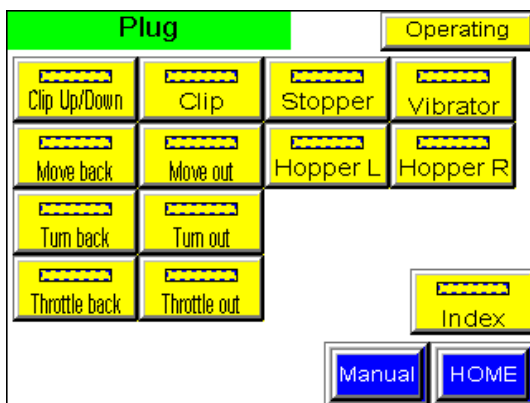 Plug
Operating
Clip Up/Down Clip Stopper Vibrator
Move back Move out Hopper L Hopper R
Turn back Turn out
Throttle back Throttle out
Index
Manual HOME